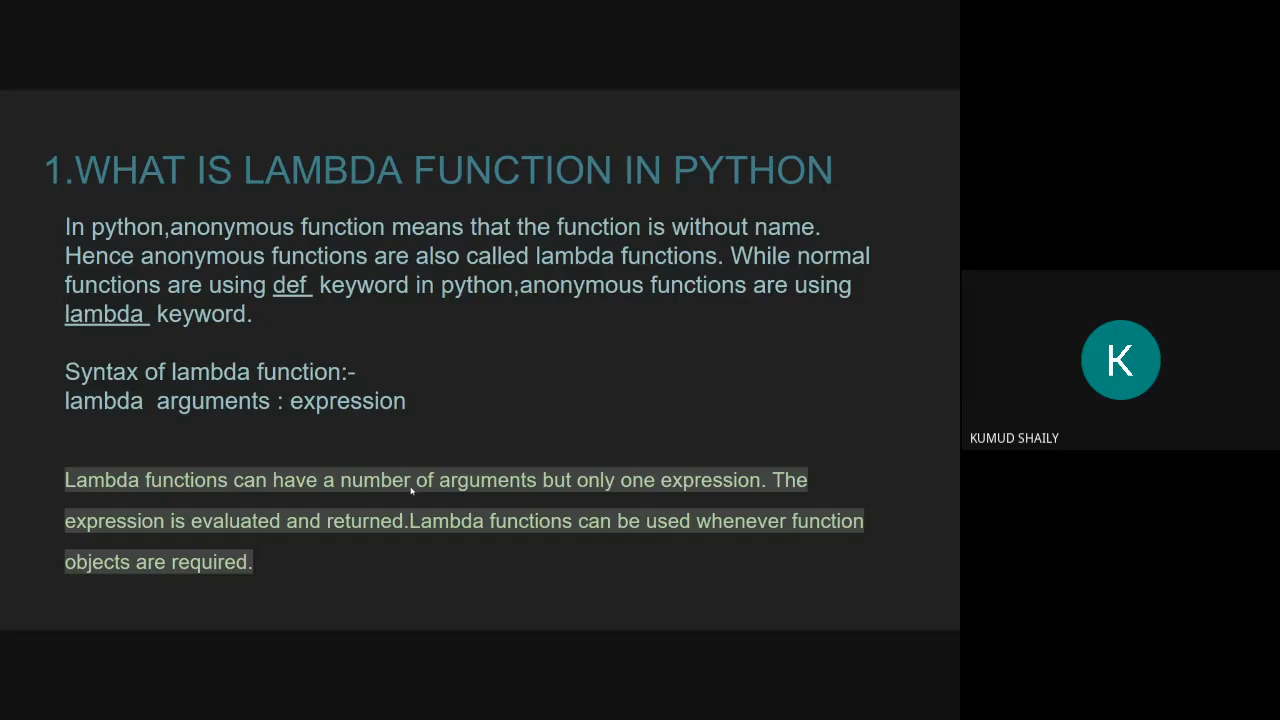 1.WHAT IS LAMBDA FUNCTION IN PYTHON
In python,anonymous function means that the function is without name.
Hence anonymous functions are also called lambda functions. While normal
functions are using def  keyword in python,anonymous functions are using
lambda  keyword.
Syntax of lambda function:-
lambda  arguments : expression
Lambda functions can have a number of arguments but only one expression. The
expression is evaluated and returned.Lambda functions can be used whenever function
objects are required.
K
KUMUD SHAILY